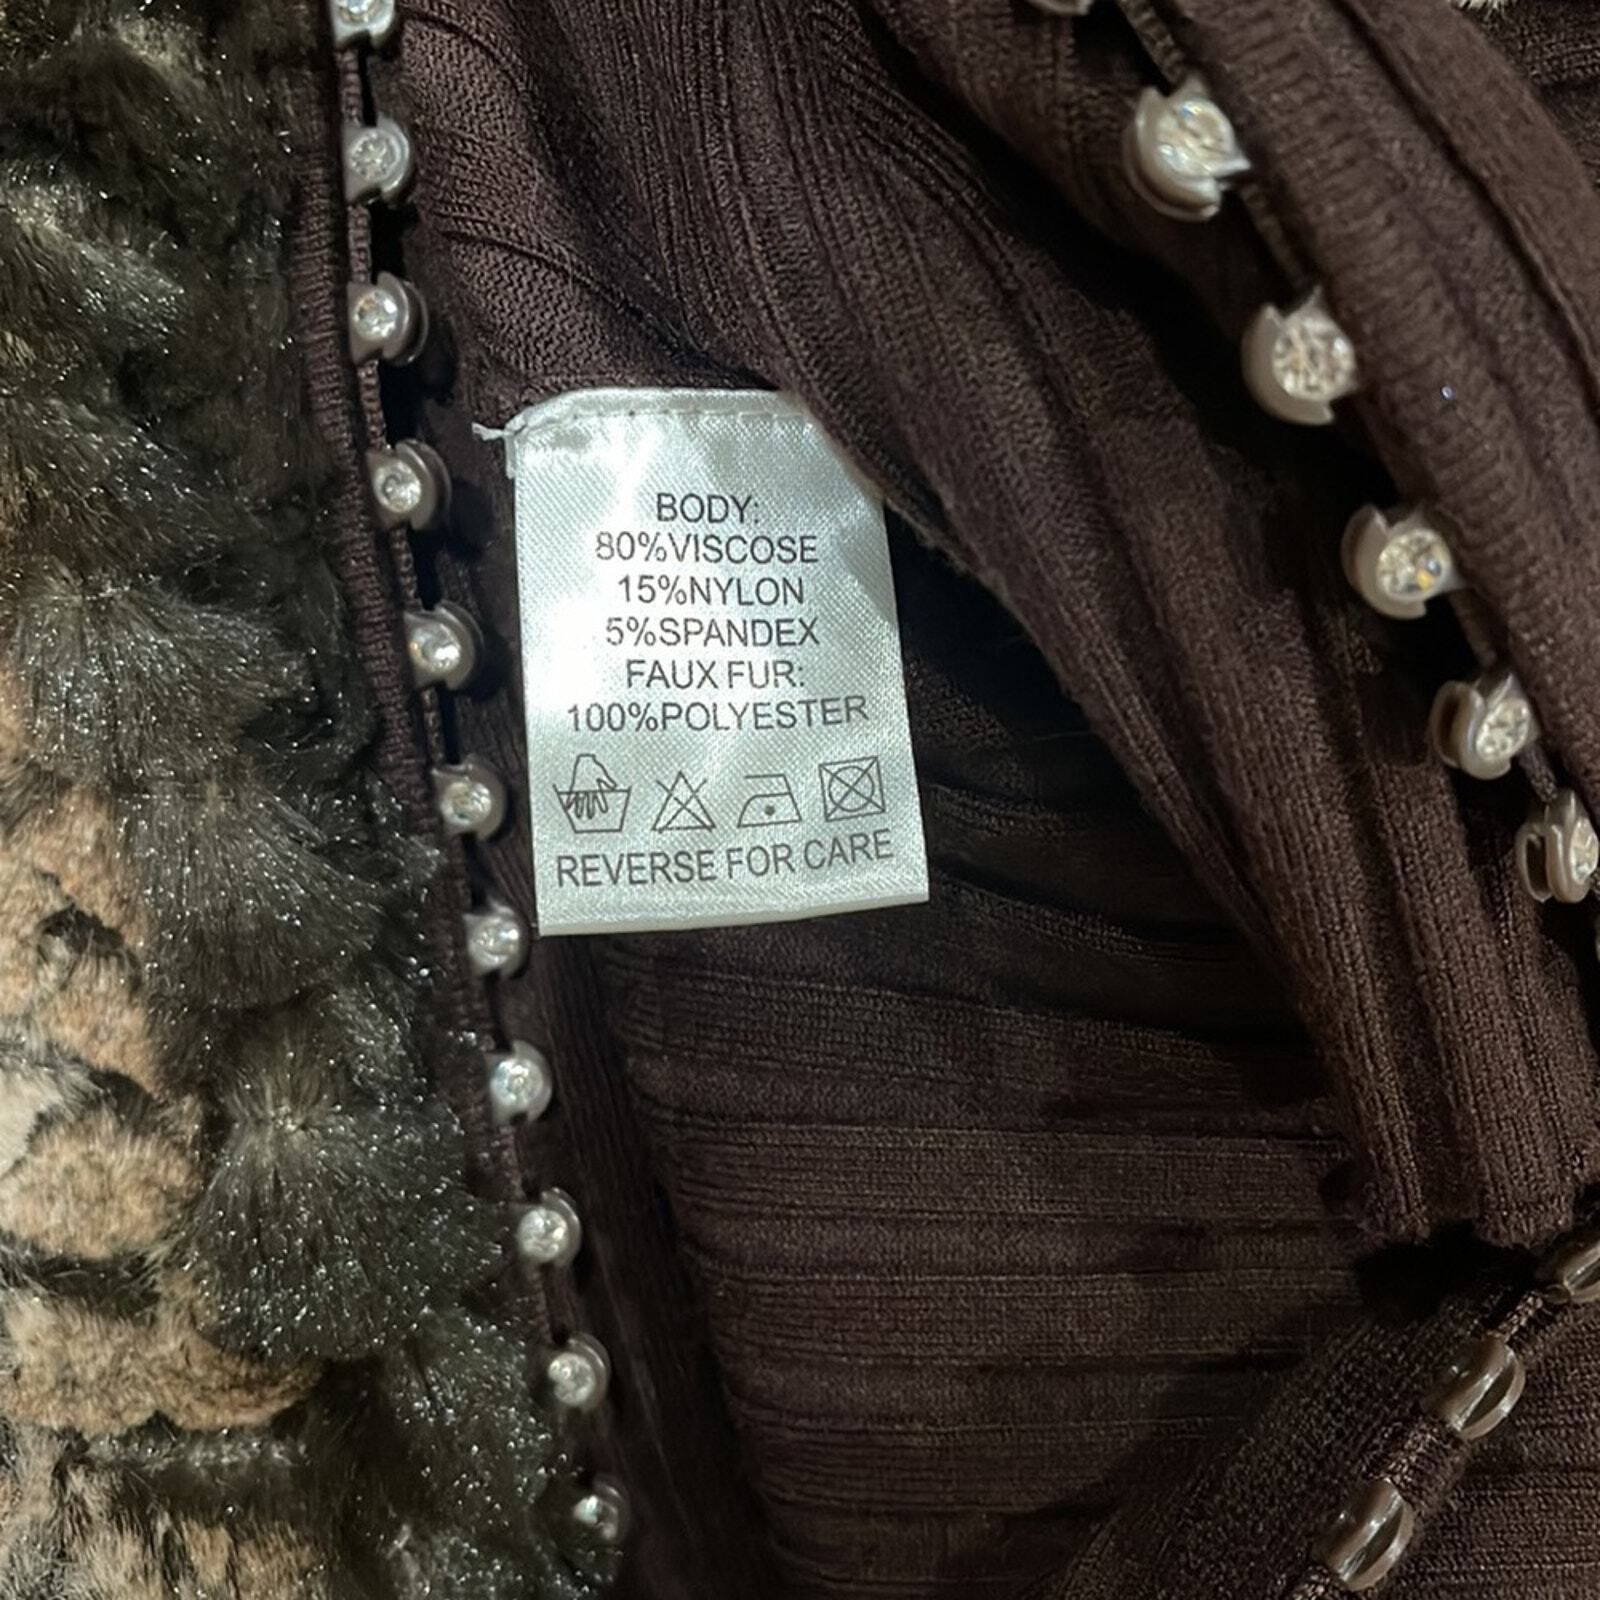 BODY:
80%VISCOSE
15%NYLON
5%SPANDEX
FAUX FUR:
100%POLYESTER
REVERSE FOR CARE